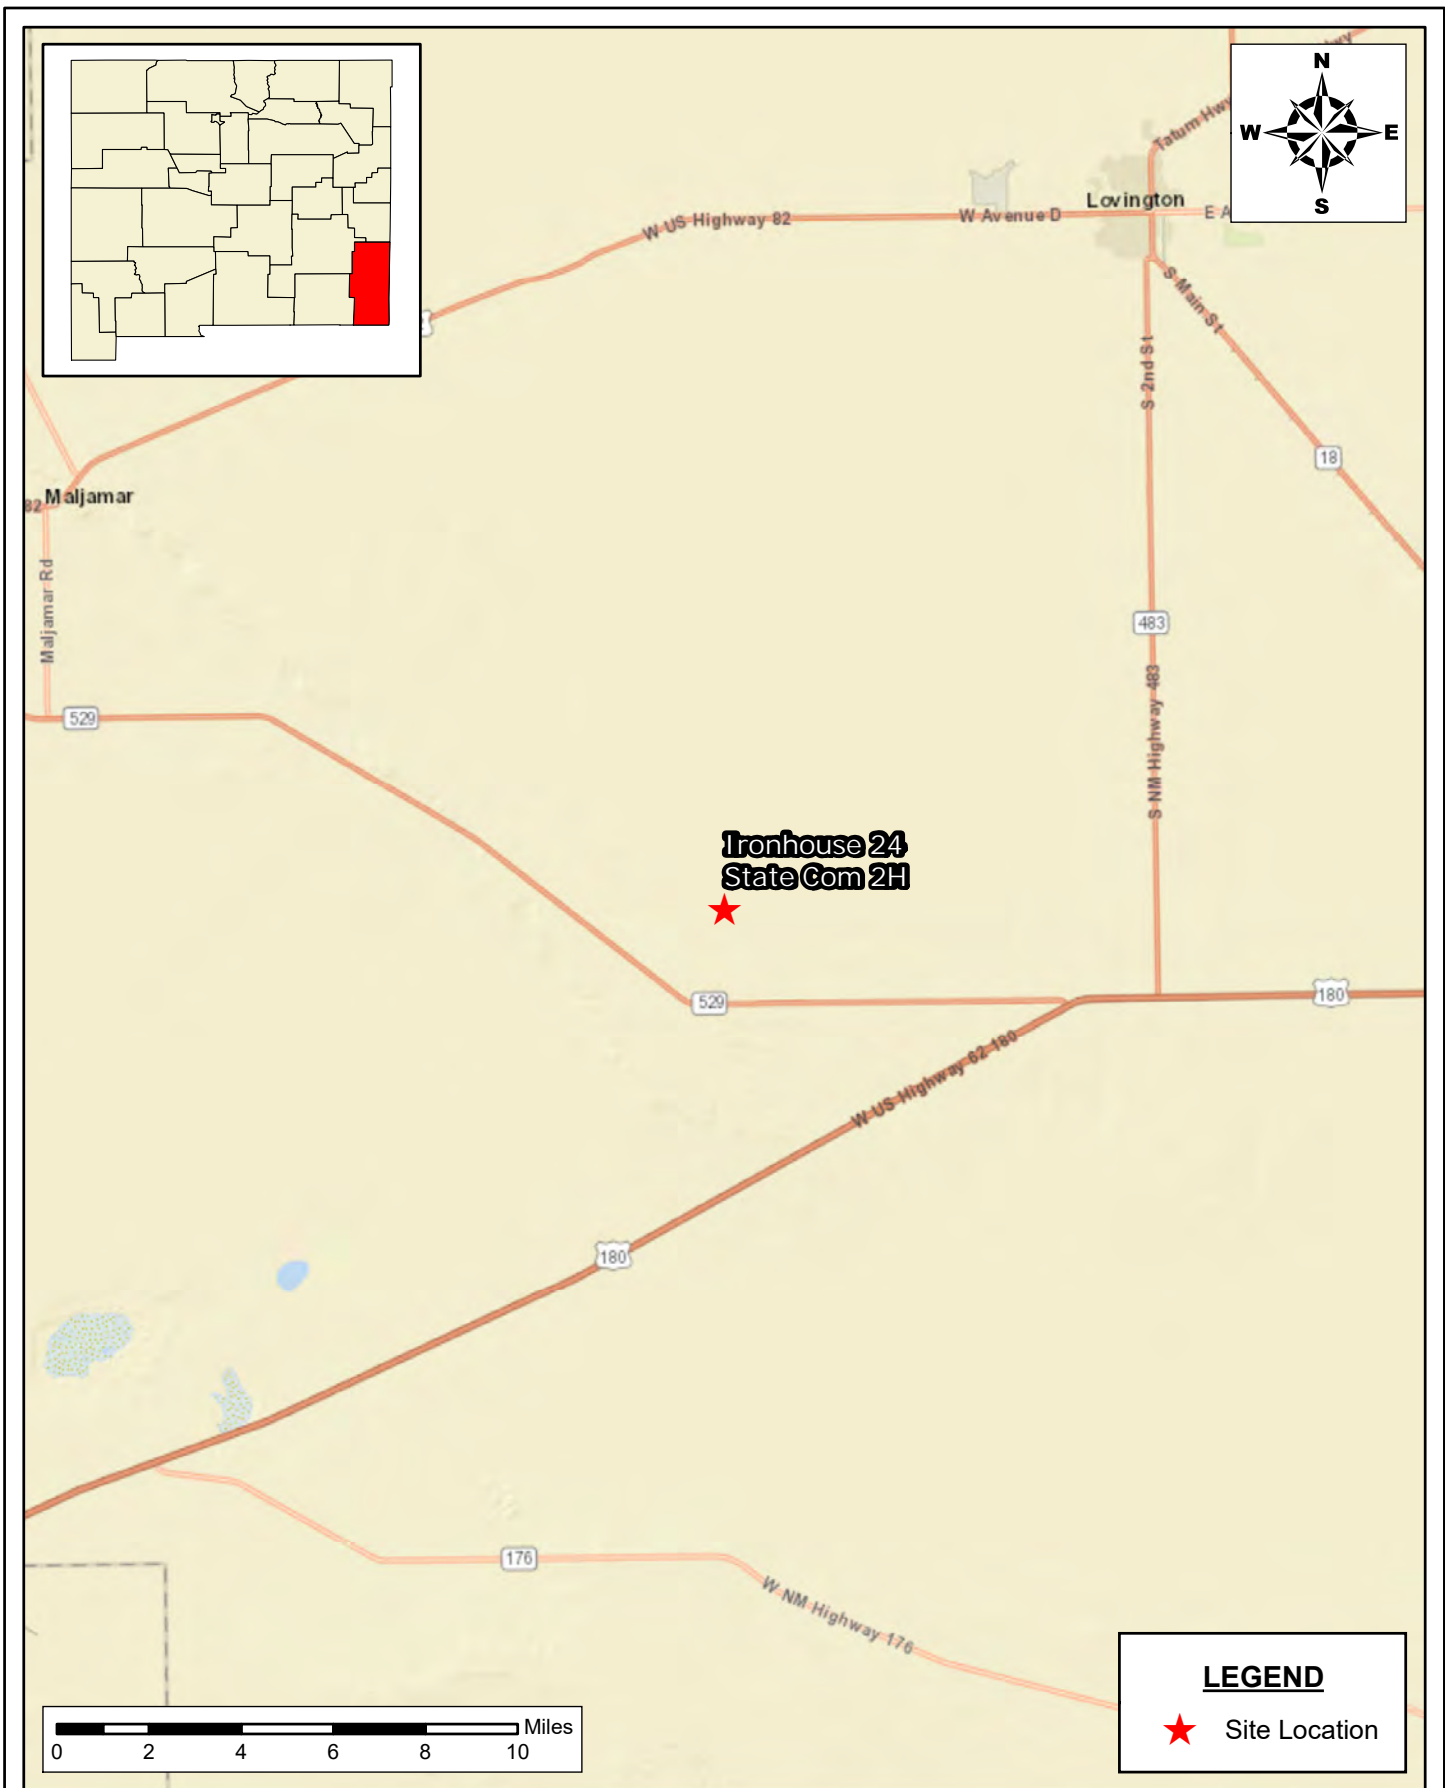 N
W
E
S
Tatum Hwy
Lovington
W US Highway 82
W Avenue D
E A
S Main St
S 2nd St
18
Maljamar
82
Maljamar Rd
483
S NM Highway 483
529
Ironhouse 24
State Com 2H
529
180
W US Highway 62 180
180
176
W NM Highway 176
LEGEND
Site Location
Miles
0 2 4 6 8 10